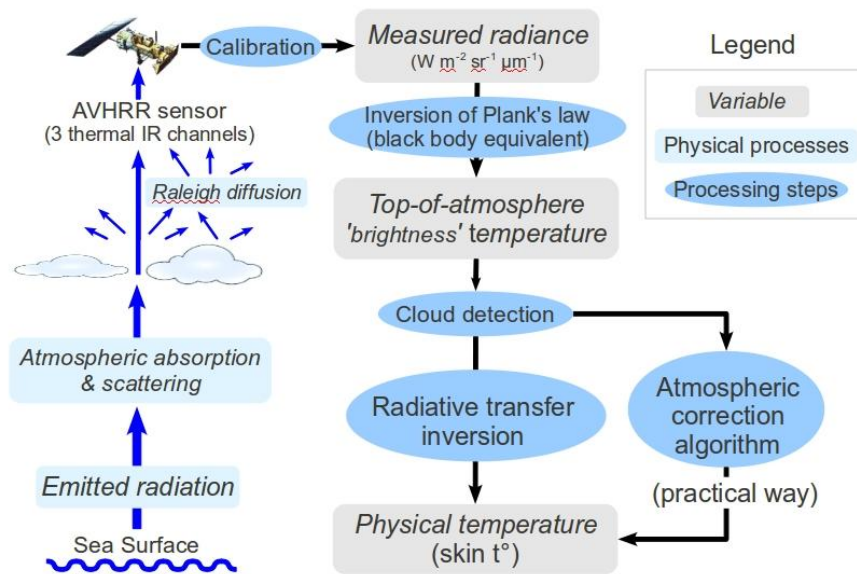 Calibration
Measured radiance
(W m⁻² sr⁻¹ µm⁻¹)
Legend
Variable
Physical processes
Processing steps
AVHRR sensor
(3 thermal IR channels)
Inversion of Plank's law
(black body equivalent)
Raleigh diffusion
Top-of-atmosphere
'brightness' temperature
Cloud detection
Atmospheric absorption
& scattering
Radiative transfer
inversion
Atmospheric
correction
algorithm
(practical way)
Emitted radiation
Physical temperature
(skin t°)
Sea Surface